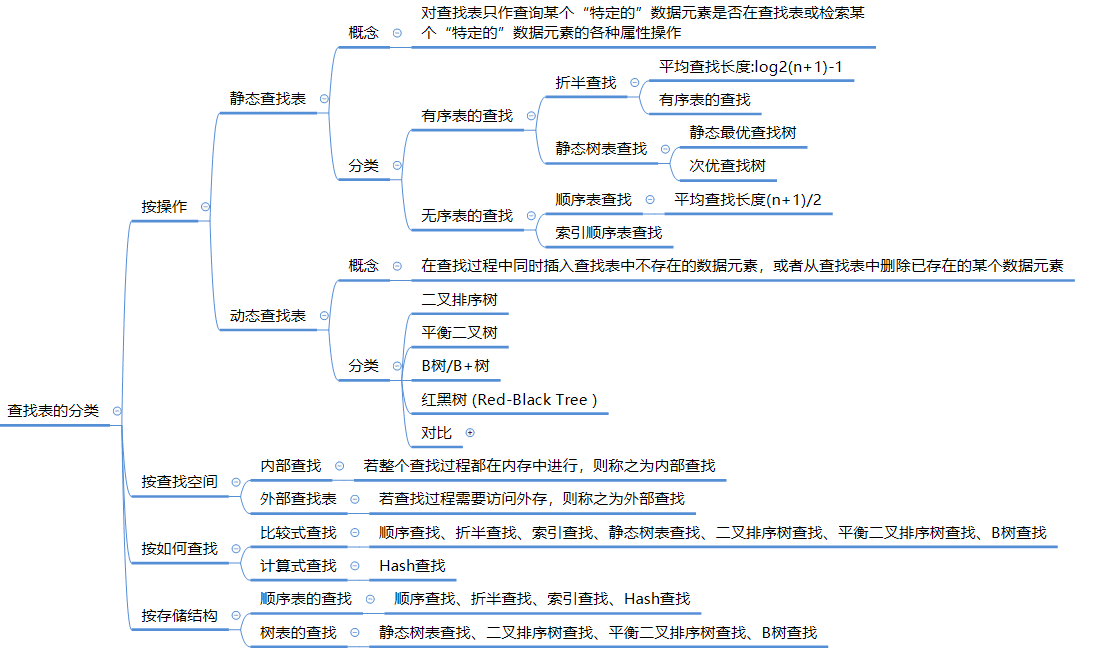 查找表的分类
按操作
静态查找表
概念
对查找表只作查询某个“特定的”数据元素是否在查找表或检索某
个“特定的”数据元素的各种属性操作
分类
有序表的查找
折半查找
平均查找长度:log2(n+1)-1
有序表的查找
静态树表查找
静态最优查找树
次优查找树
无序表的查找
顺序表查找
平均查找长度(n+1)/2
索引顺序表查找
动态查找表
概念
在查找过程中同时插入查找表中不存在的数据元素，或者从查找表中删除已存在的某个数据元素
分类
二叉排序树
平衡二叉树
B树/B+树
红黑树 (Red-Black Tree )
对比
按查找空间
内部查找
若整个查找过程都在内存中进行，则称之为内部查找
外部查找表
若查找过程需要访问外存，则称之为外部查找
按如何查找
比较式查找
顺序查找、折半查找、索引查找、静态树表查找、二叉排序树查找、平衡二叉排序树查找、B树查找
计算式查找
Hash查找
按存储结构
顺序表的查找
顺序查找、折半查找、索引查找、Hash查找
树表的查找
静态树表查找、二叉排序树查找、平衡二叉排序树查找、B树查找